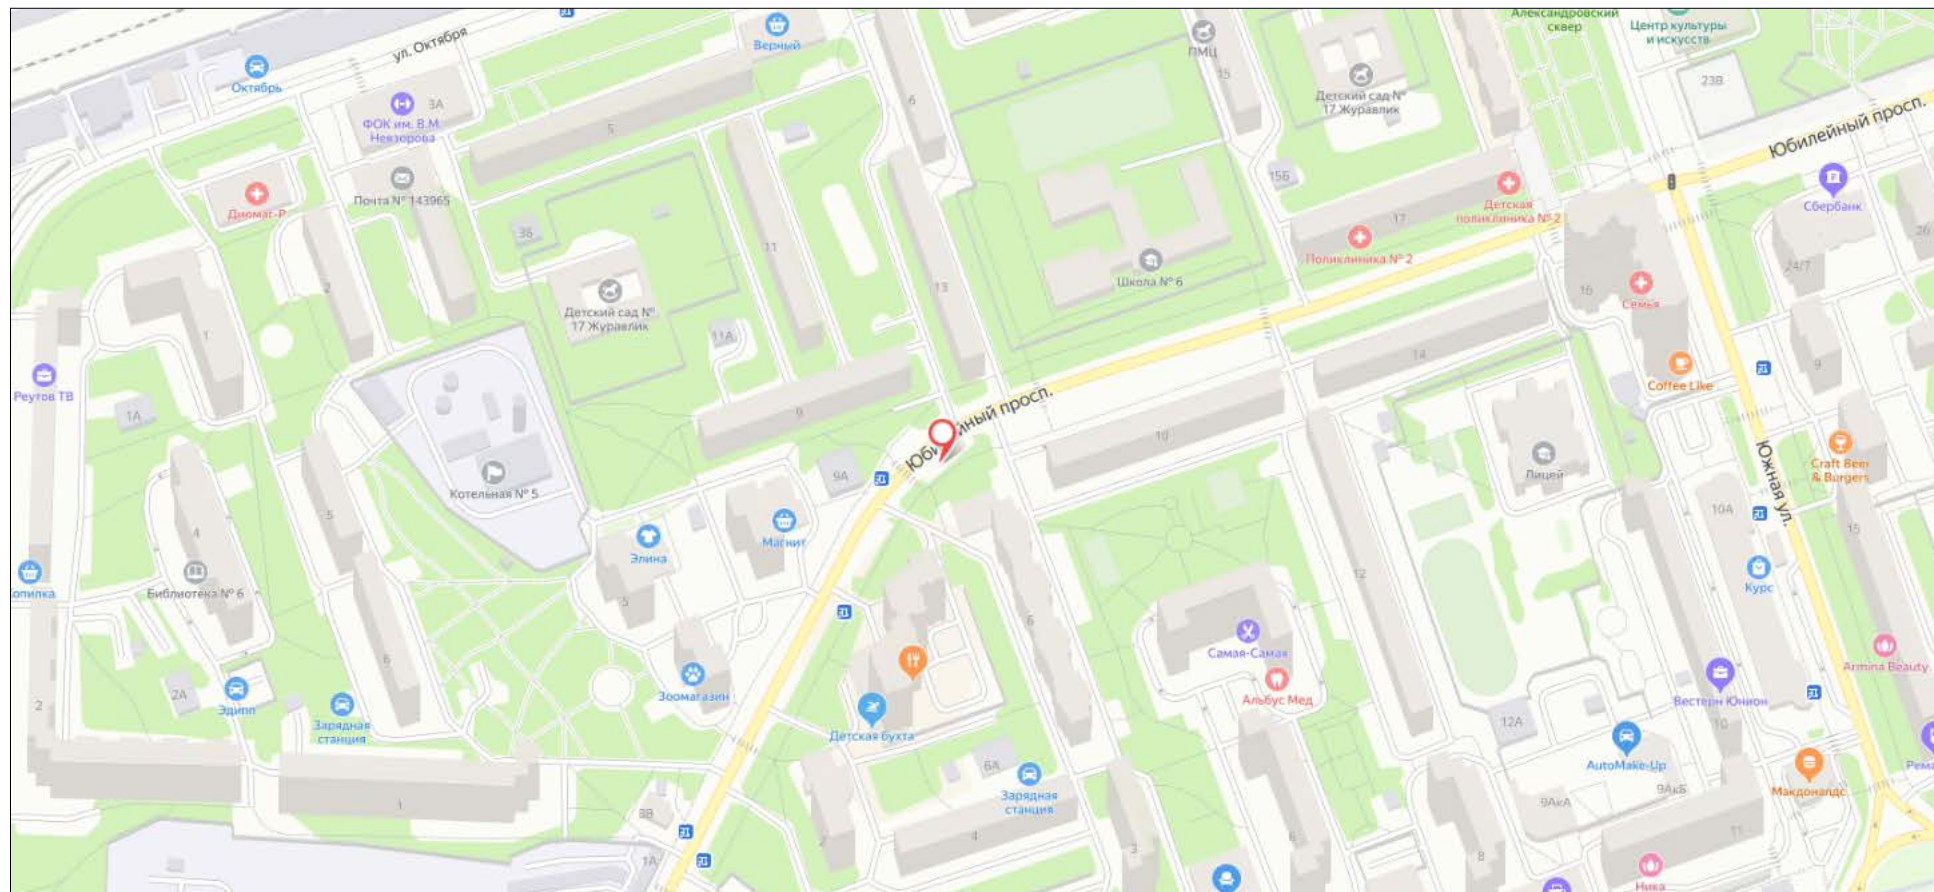 Александровский
сквер
Центр культуры
и искусств
ул. Октября
Верный
ПМЦ
Октябрь
3А
ФОК им. В.М.
Невзорова
6
15
Детский сад №
17 Журавлик
23В
Юбилейный просп.
5
Почта № 143965
Диомаг-Р
15Б
Детская
поликлиника № 2
17
Сбербанк
3Б
11
Поликлиника № 2
26
2
Школа № 6
24/7
13
16
Семья
Детский сад №
17 Журавлик
1
11А
14
9
Реутов ТВ
Coffee Like
1А
9
Юбилейный просп.
10
Южная ул.
9А
Лицей
Craft Beer
& Burgers
Котельная № 5
10А
5
4
Магнит
15
Элина
12
опилка
Библиотека № 6
Курс
5
6
Самая-Самая
6
Armina Beauty
2А
Зоомагазин
Альбус Мед
Вестерн Юнион
2
Эдипп
Зарядная
станция
Детская бухта
12А
10
6А
AutoMake-Up
Зарядная
станция
9АкА
9АкБ
Макдоналдс
1
3В
2
4
6
11
1А
3
8
Ника